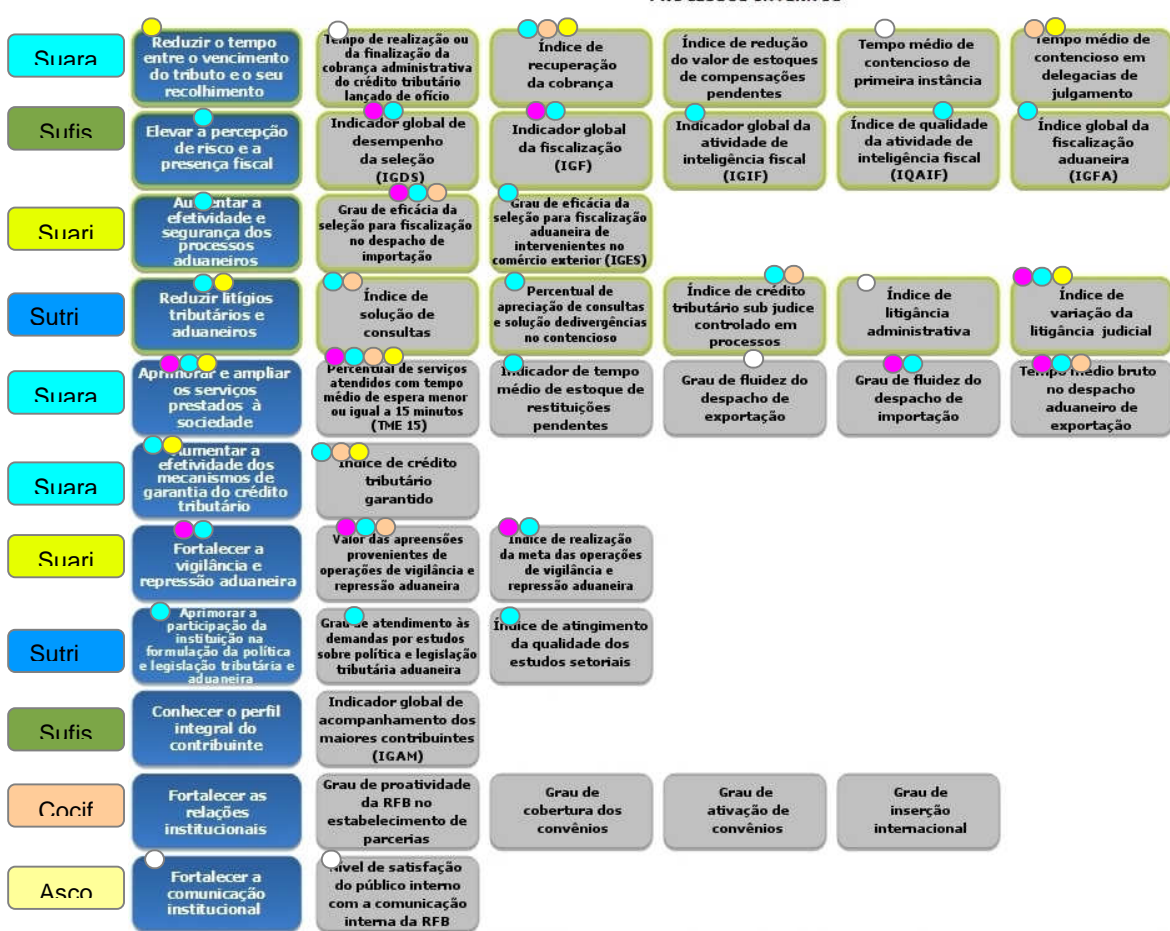 Suara
Reduzir o tempo
entre o vencimento
do tributo e o seu
recolhimento
Tempo de realização ou
da finalização da
cobrança administrativa
do crédito tributário
lançado de ofício
Índice de
recuperação
da cobrança
Índice de redução
do valor de estoques
de compensações
pendentes
Tempo médio de
contencioso de
primeira instância
Tempo médio de
contencioso em
delegacias de
julgamento
Sufis
Elevar a percepção
de risco e a
presença fiscal
Indicador global de
desempenho
da seleção
(IGDS)
Indicador global
da fiscalização
(IGF)
Indicador global da
atividade de
inteligência fiscal
(IGIF)
Índice de qualidade
da atividade de
inteligência fiscal
(IQAIF)
Índice global da
fiscalização
aduaneira
(IGFA)
Suari
Aumentar a
efetividade e
segurança dos
processos
aduaneiros
Grau de eficácia da
seleção para fiscalização
no despacho de
importação
Grau de eficácia da
seleção para fiscalização
aduaneira de
intervenientes no
comércio exterior (IGES)
Sutri
Reduzir litígios
tributários e
aduaneiros
Índice de
solução de
consultas
Percentual de
apreciação de consultas
e solução dedivergências
no contencioso
Índice de crédito
tributário sub judice
controlado em
processos
Índice de
litigância
administrativa
Índice de
variação da
litigância judicial
Suara
Aprimorar e ampliar
os serviços
prestados à
sociedade
Percentual de serviços
atendidos com tempo
médio de espera menor
ou igual a 15 minutos
(TME 15)
Indicador de tempo
médio de estoque de
restituições
pendentes
Grau de fluidez do
despacho de
exportação
Grau de fluidez do
despacho de
importação
Tempo médio bruto
no despacho
aduaneiro de
exportação
Suara
Aumentar a
efetividade dos
mecanismos de
garantia do crédito
tributário
Índice de crédito
tributário
garantido
Suari
Fortalecer a
vigilância e
repressão aduaneira
Valor das apreensões
provenientes de
operações de vigilância e
repressão aduaneira
Índice de realização
da meta das operações
de vigilância e
repressão aduaneira
Sutri
Aprimorar a
participação da
instituição na
formulação da política
e legislação tributária e
aduaneira
Grau de atendimento às
demandas por estudos
sobre política e legislação
tributária aduaneira
Índice de atingimento
da qualidade dos
estudos setoriais
Sufis
Conhecer o perfil
integral do
contribuinte
Indicador global de
acompanhamento dos
maiores contribuintes
(IGAM)
Cocif
Fortalecer as
relações
institucionais
Grau de proatividade
da RFB no
estabelecimento de
parcerias
Grau de
cobertura dos
convênios
Grau de
ativação de
convênios
Grau de
inserção
internacional
Asco
Fortalecer a
comunicação
institucional
Nível de satisfação
do público interno
com a comunicação
interna da RFB